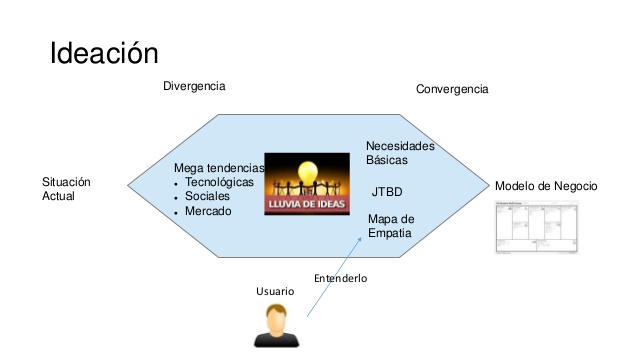 Ideación
Divergencia
Convergencia
Situación
Actual
Mega tendencias
• Tecnológicas
• Sociales
• Mercado
LLUVIA DE IDEAS
Necesidades
Básicas
JTBD
Mapa de
Empatia
Modelo de Negocio
Entenderlo
Usuario